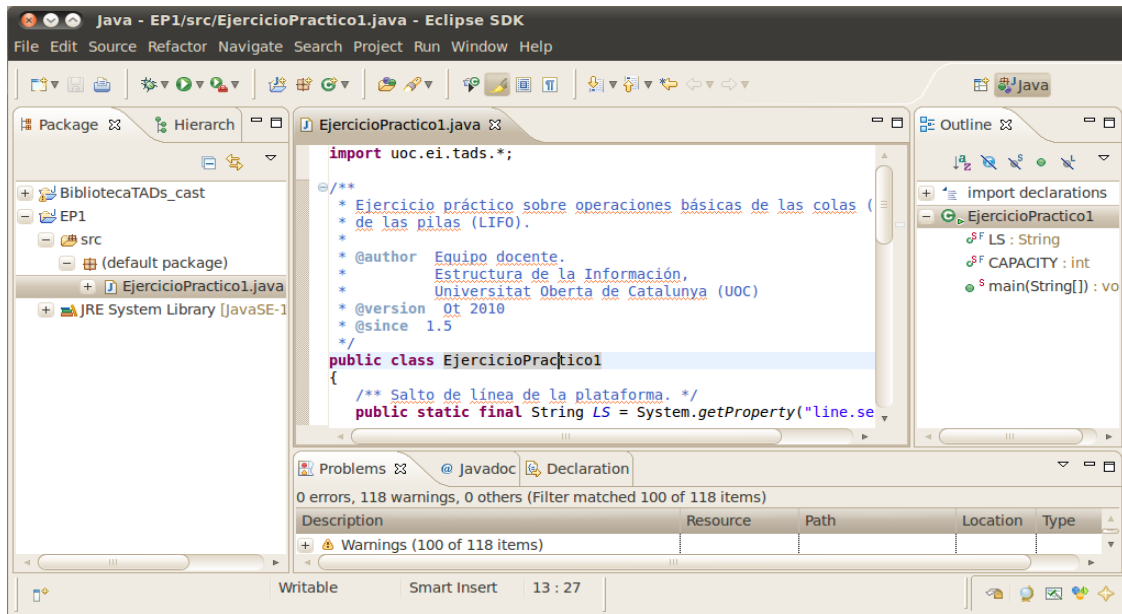 Java - EP1/src/EjercicioPractico1.java - Eclipse SDK
File Edit Source Refactor Navigate Search Project Run Window Help
Java
Package
Hierarch
EjercicioPractico1.java
Outline
BibliotecaTADs_cast
EP1
src
(default package)
EjercicioPractico1.java
JRE System Library [JavaSE-1
import uoc.ei.tads.*;
/**
* Ejercicio práctico sobre operaciones básicas de las colas (
* de las pilas (LIFO).
*
* @author Equipo docente.
* Estructura de la Información,
* Universitat Oberta de Catalunya (UOC)
* @version Ot 2010
* @since 1.5
*/
public class EjercicioPractico1
{
/** Salto de línea de la plataforma. */
public static final String LS = System.getProperty("line.se
import declarations
EjercicioPractico1
LS : String
CAPACITY : int
main(String[]) : vo
Problems
@ Javadoc
Declaration
0 errors, 118 warnings, 0 others (Filter matched 100 of 118 items)
Description Resource Path Location Type
Warnings (100 of 118 items)
Writable Smart Insert 13 : 27